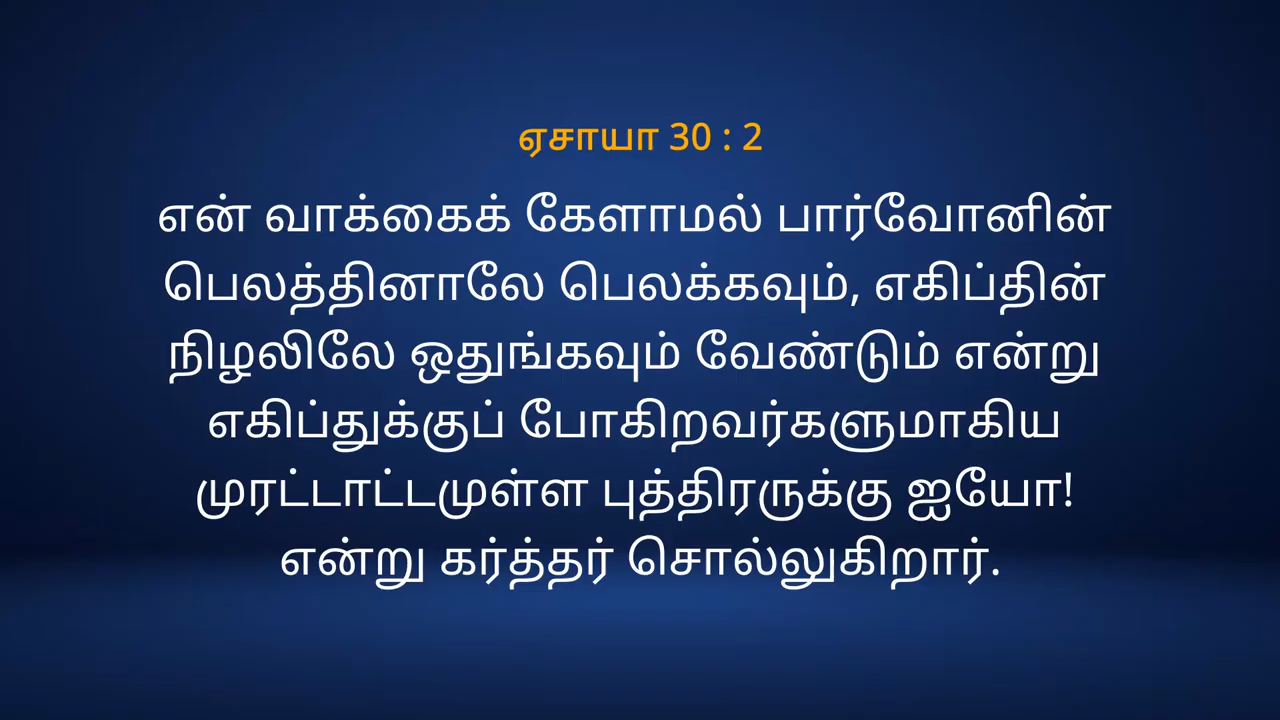 ஏசாயா 30 : 2
என் வாக்கைக் கேளாமல் பார்வோனின்
பெலத்தினாலே பெலக்கவும், எகிப்தின்
நிழலிலே ஒதுங்கவும் வேண்டும் என்று
எகிப்துக்குப் போகிறவர்களுமாகிய
முரட்டாட்டமுள்ள புத்திரருக்கு ஐயோ!
என்று கர்த்தர் சொல்லுகிறார்.